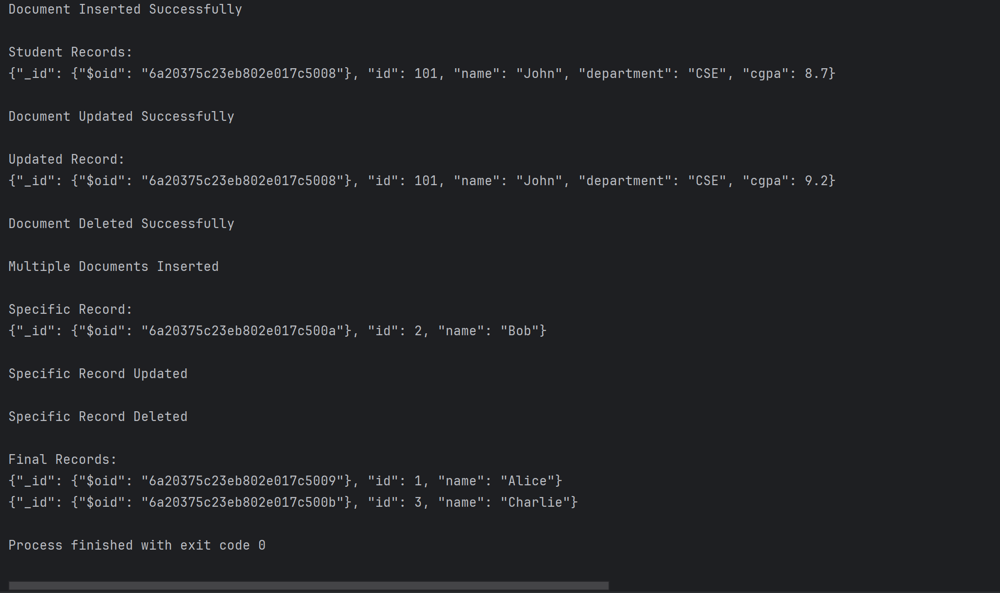 Document Inserted Successfully
Student Records:
{"_id": {"$oid": "6a20375c23eb802e017c5008"}, "id": 101, "name": "John", "department": "CSE", "cgpa": 8.7}
Document Updated Successfully
Updated Record:
{"_id": {"$oid": "6a20375c23eb802e017c5008"}, "id": 101, "name": "John", "department": "CSE", "cgpa": 9.2}
Document Deleted Successfully
Multiple Documents Inserted
Specific Record:
{"_id": {"$oid": "6a20375c23eb802e017c500a"}, "id": 2, "name": "Bob"}
Specific Record Updated
Specific Record Deleted
Final Records:
{"_id": {"$oid": "6a20375c23eb802e017c5009"}, "id": 1, "name": "Alice"}
{"_id": {"$oid": "6a20375c23eb802e017c500b"}, "id": 3, "name": "Charlie"}
Process finished with exit code 0